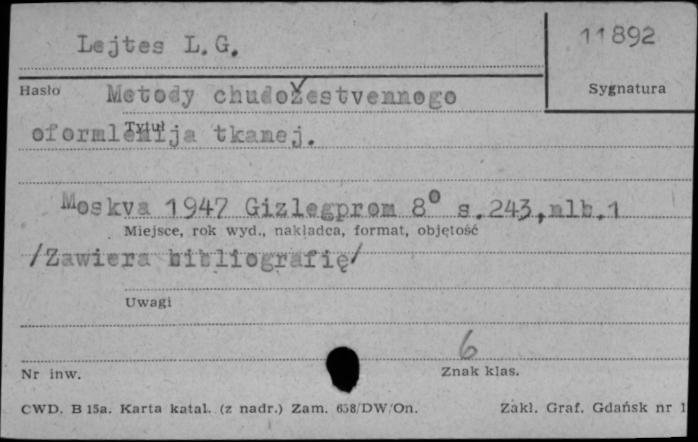 Lejtes L.G.
11892
Hasło
Sygnatura
Metody chudožestvennogo
Tytuł
oformlenija tkanej.
Moskva 1947 Gizlegprom 8° s.243,nlb.1
Miejsce, rok wyd., nakładca, format, objętość
/Zawiera bibliografię/
Uwagi
6
Nr inw.
Znak klas.
CWD. B 15a. Karta katal. (z nadr.) Zam. 658/DW/On.
Zakł. Graf. Gdańsk nr 1